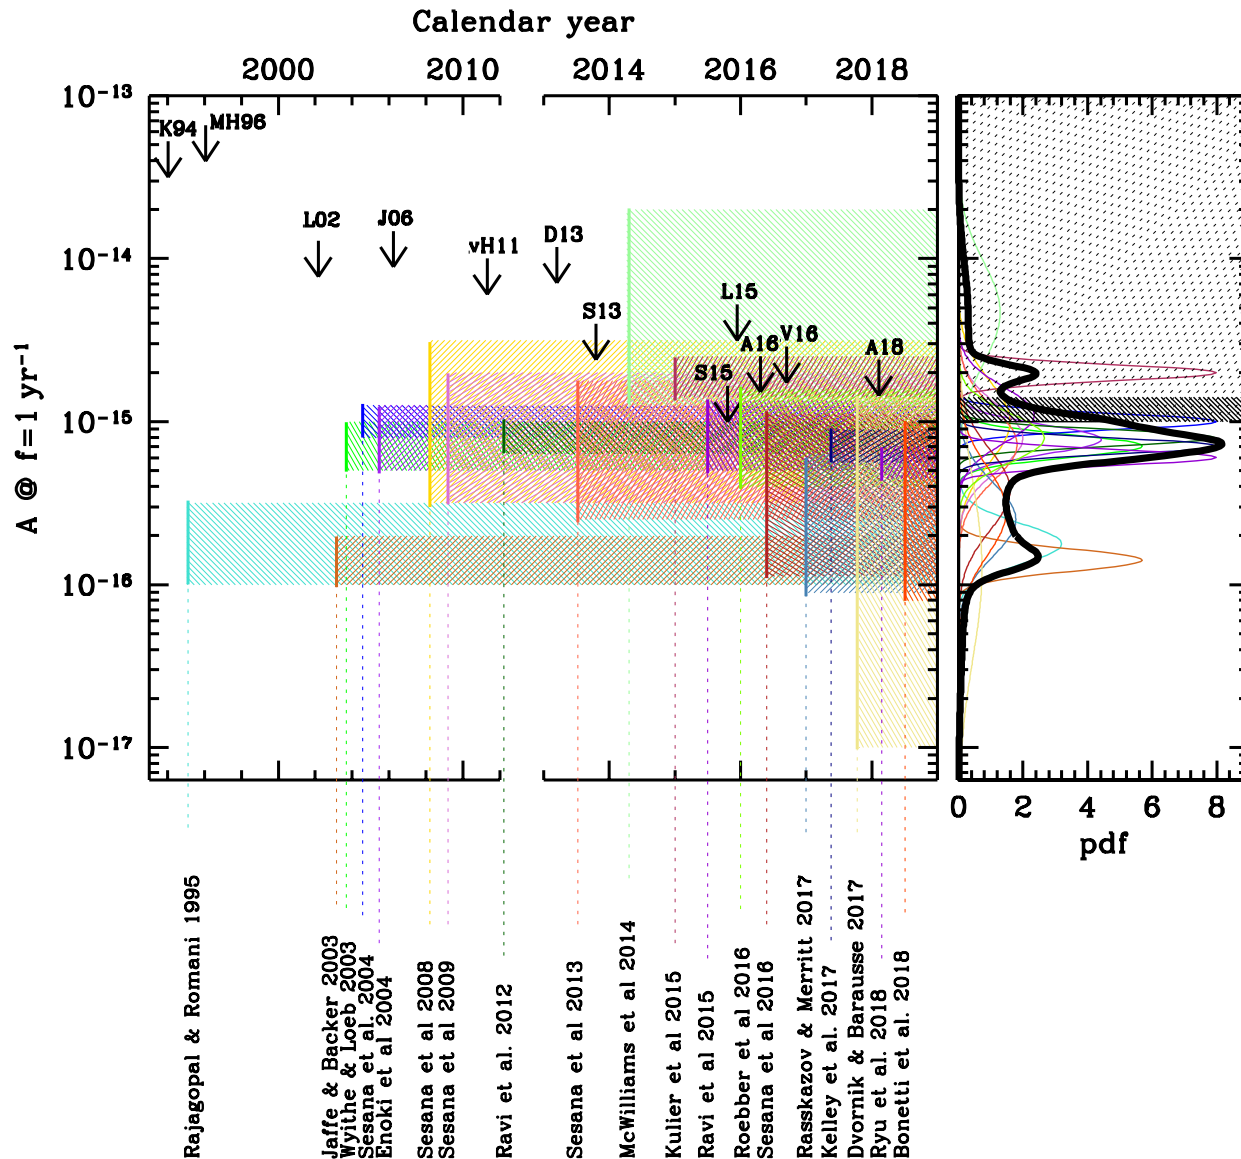 Calendar year
2000 2010 2014 2016 2018
10⁻¹³
10⁻¹⁴
10⁻¹⁵
10⁻¹⁶
10⁻¹⁷
A @ f=1 yr⁻¹
K94
MH96
L02
J06
vH11
D13
S13
L15
A16
V16
S15
A18
0 2 4 6 8
pdf
Rajagopal & Romani 1995
Jaffe & Backer 2003
Wyithe & Loeb 2003
Sesana et al. 2004
Enoki et al 2004
Sesana et al 2008
Sesana et al 2009
Ravi et al. 2012
Sesana et al 2013
McWilliams et al 2014
Kulier et al 2015
Ravi et al 2015
Roebber et al 2016
Sesana et al 2016
Rasskazov & Merritt 2017
Kelley et al. 2017
Dvornik & Barausse 2017
Ryu et al. 2018
Bonetti et al. 2018